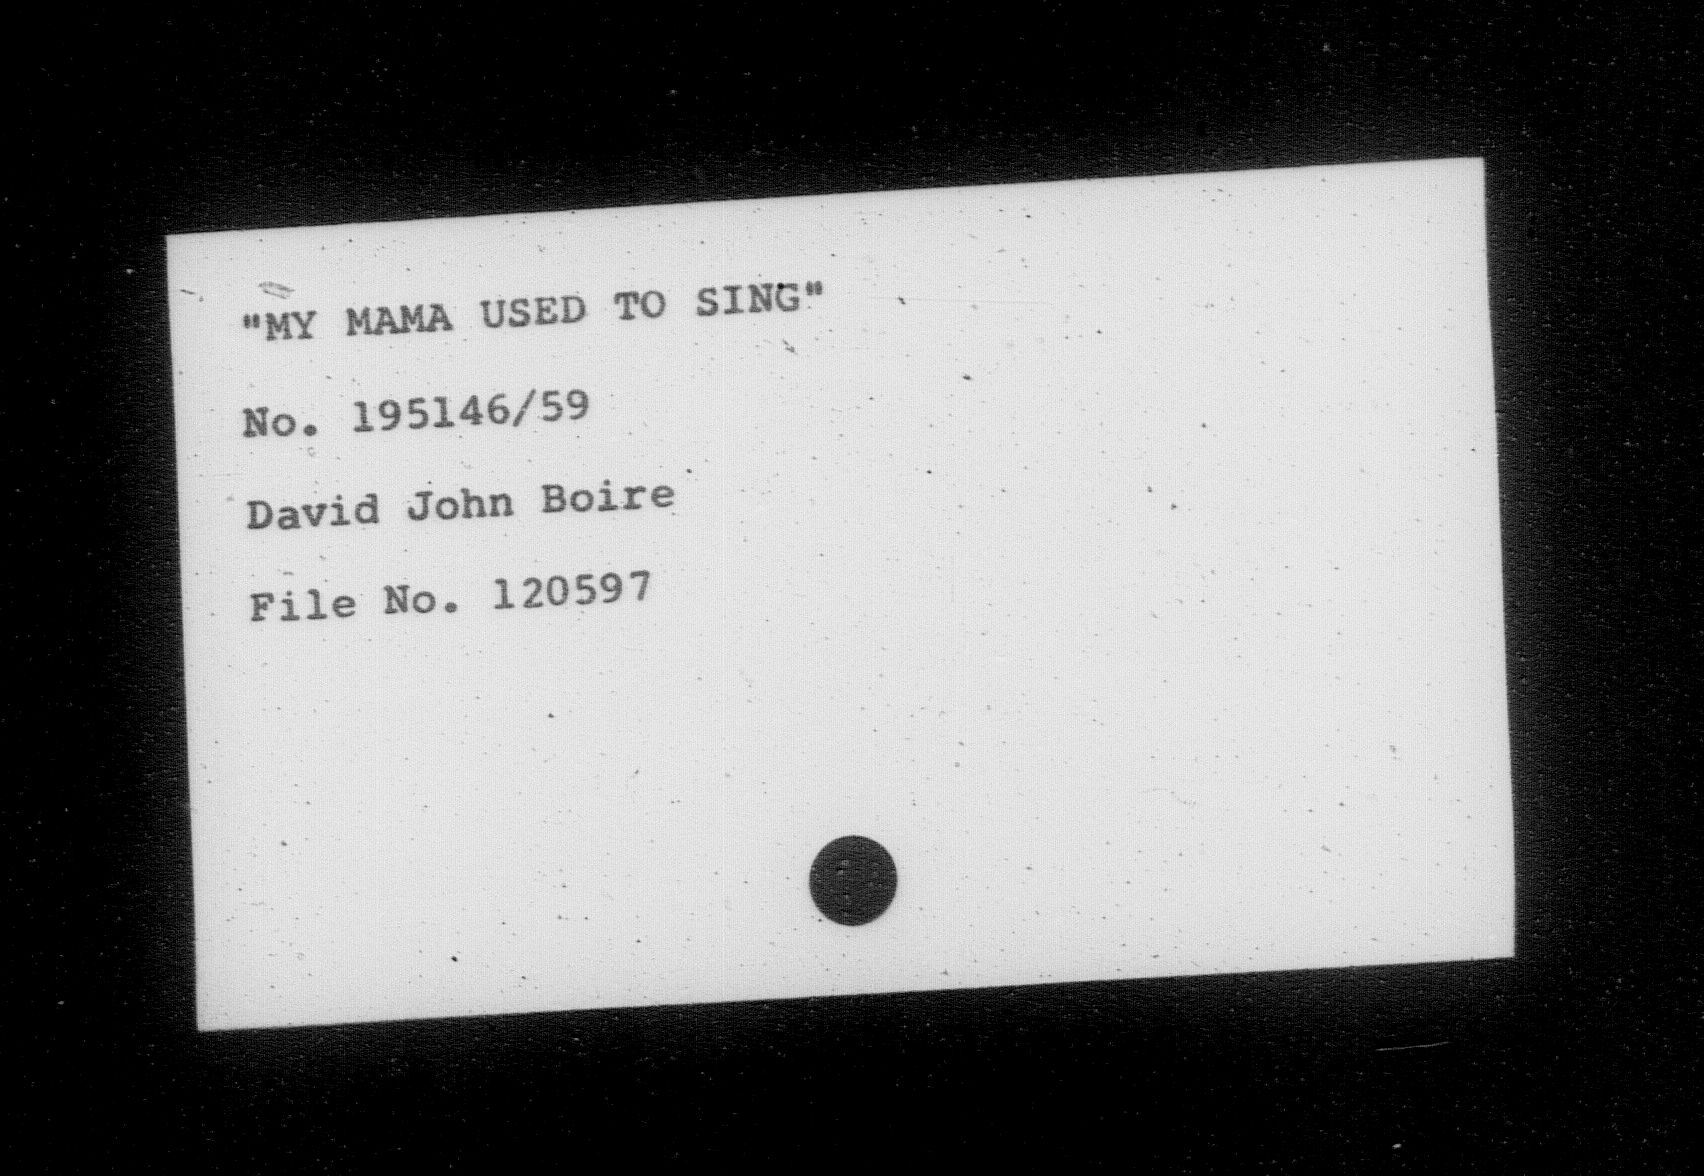 "MY MAMA USED TO SING"
No. 195146/59
David John Boire
File No. 120597